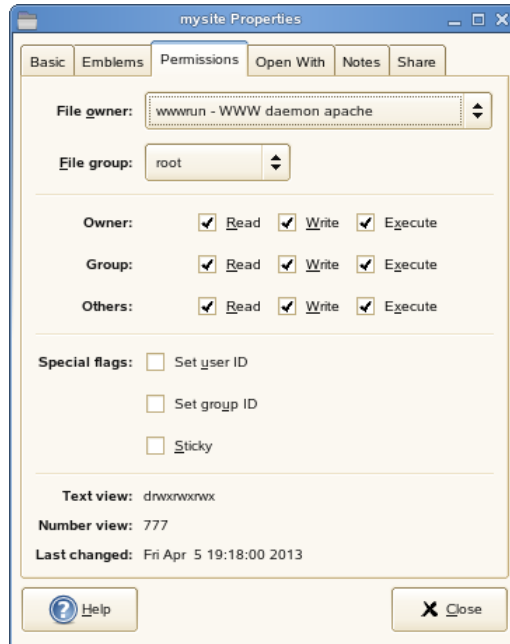 mysite Properties
Basic Emblems Permissions Open With Notes Share
File owner: wwwrun - WWW daemon apache
File group: root
Owner: Read Write Execute
Group: Read Write Execute
Others: Read Write Execute
Special flags: Set user ID
Set group ID
Sticky
Text view: drwxrwxrwx
Number view: 777
Last changed: Fri Apr 5 19:18:00 2013
Help Close